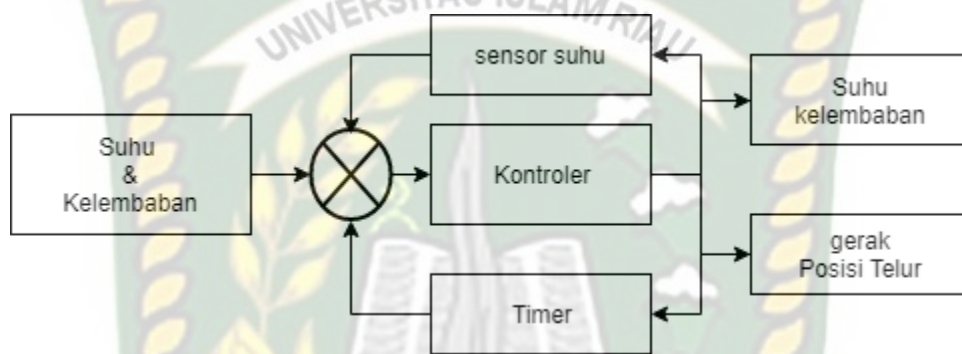 UNIVERSITAS ISLAM RIAU
sensor suhu
Suhu
kelembaban
Suhu
&
Kelembaban
Kontroler
gerak
Posisi Telur
Timer